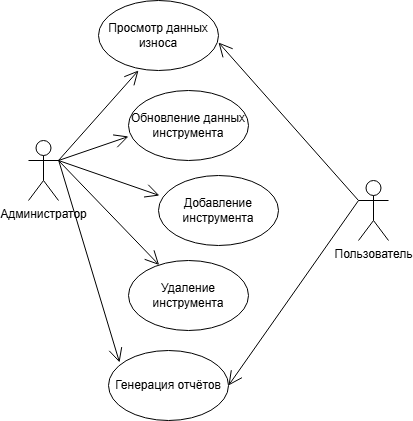 Просмотр данных
износа
Обновление данных
инструмента
Администратор
Добавление
инструмента
Пользователь
Удаление
инструмента
Генерация отчётов